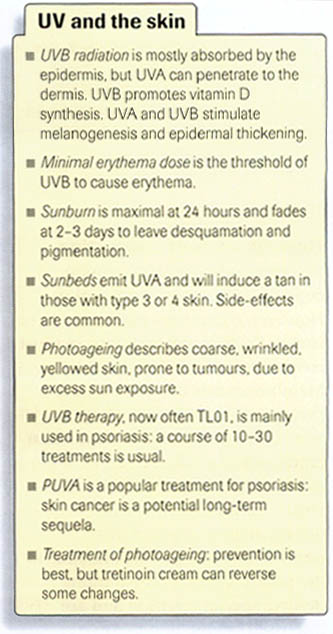 UV and the skin
■ UVB radiation is mostly absorbed by the
epidermis, but UVA can penetrate to the
dermis. UVB promotes vitamin D
synthesis. UVA and UVB stimulate
melanogenesis and epidermal thickening.
■ Minimal erythema dose is the threshold of
UVB to cause erythema.
■ Sunburn is maximal at 24 hours and fades
at 2–3 days to leave desquamation and
pigmentation.
■ Sunbeds emit UVA and will induce a tan in
those with type 3 or 4 skin. Side-effects
are common.
■ Photoageing describes coarse, wrinkled,
yellowed skin, prone to tumours, due to
excess sun exposure.
■ UVB therapy, now often TL01, is mainly
used in psoriasis: a course of 10–30
treatments is usual.
■ PUVA is a popular treatment for psoriasis:
skin cancer is a potential long-term
sequela.
■ Treatment of photoageing: prevention is
best, but tretinoin cream can reverse
some changes.